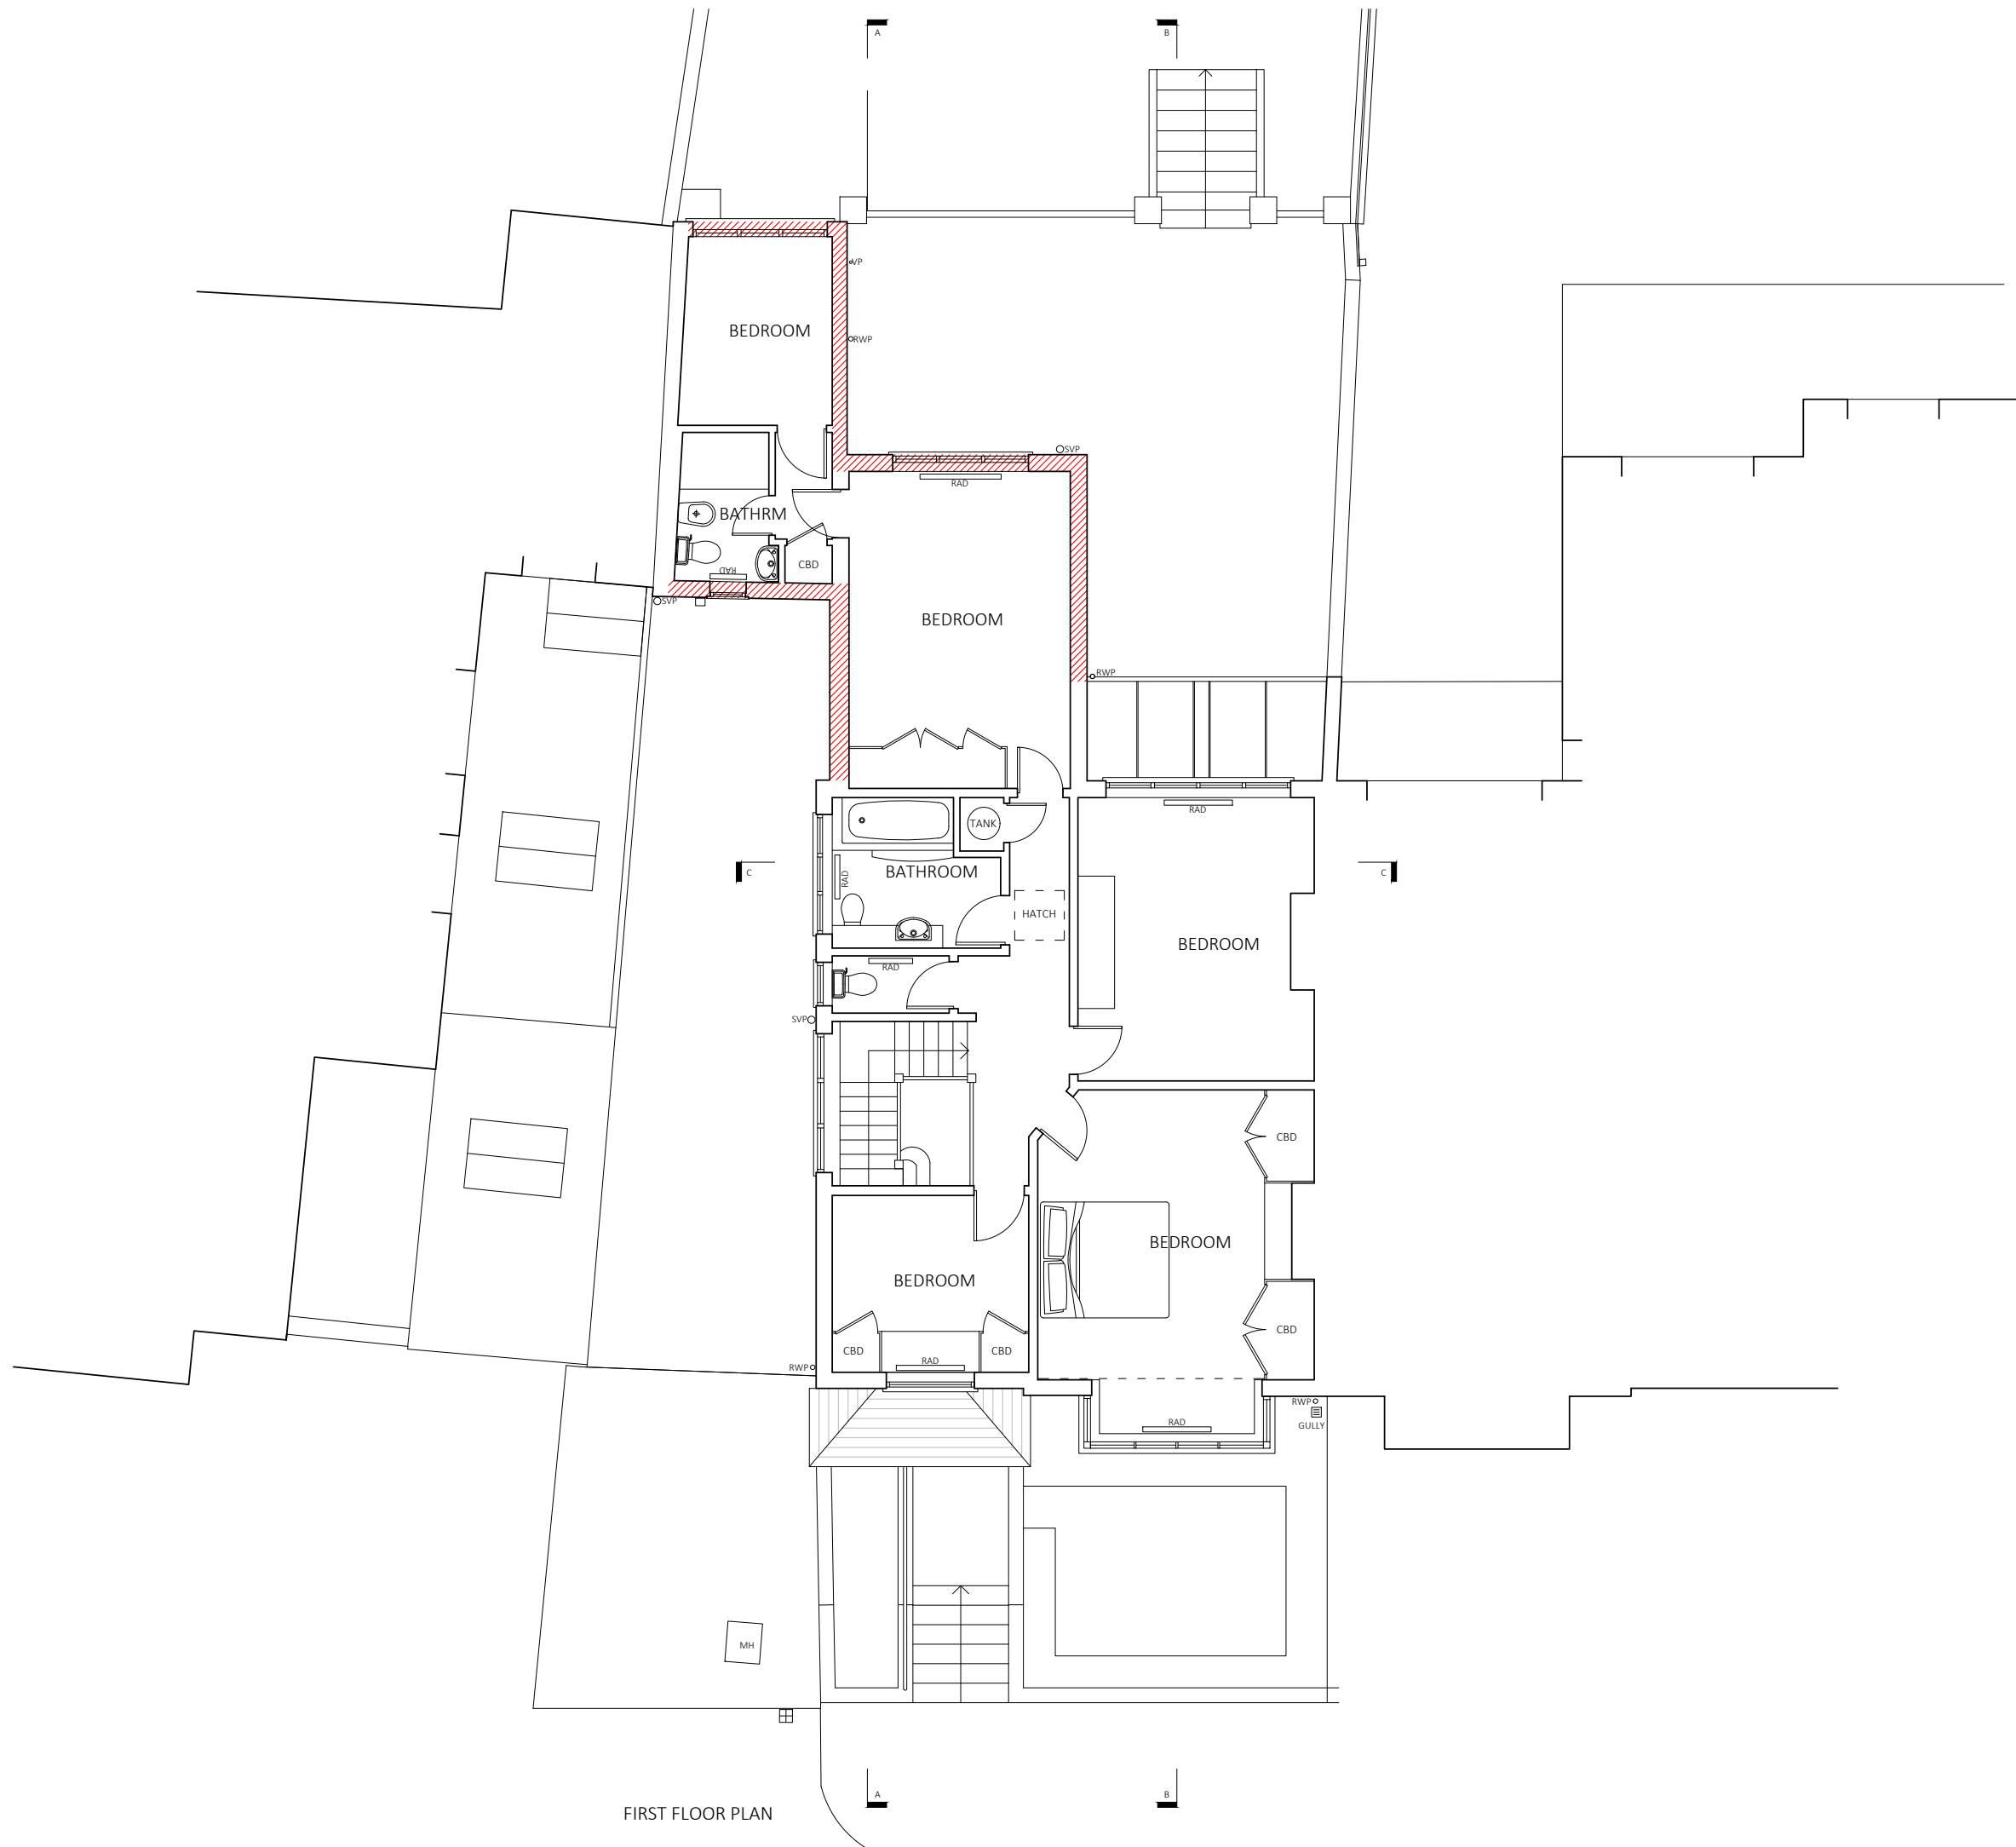 A
B
VP
BEDROOM
RWP
SVP
RAD
BATHRM
CBD
RAD
SVP
BEDROOM
RWP
RAD
TANK
C
BATHROOM
RAD
C
HATCH
BEDROOM
RAD
SVP
CBD
BEDROOM
BEDROOM
CBD
CBD
CBD
RAD
RWP
RWP
RAD
GULLY
MH
A
B
FIRST FLOOR PLAN